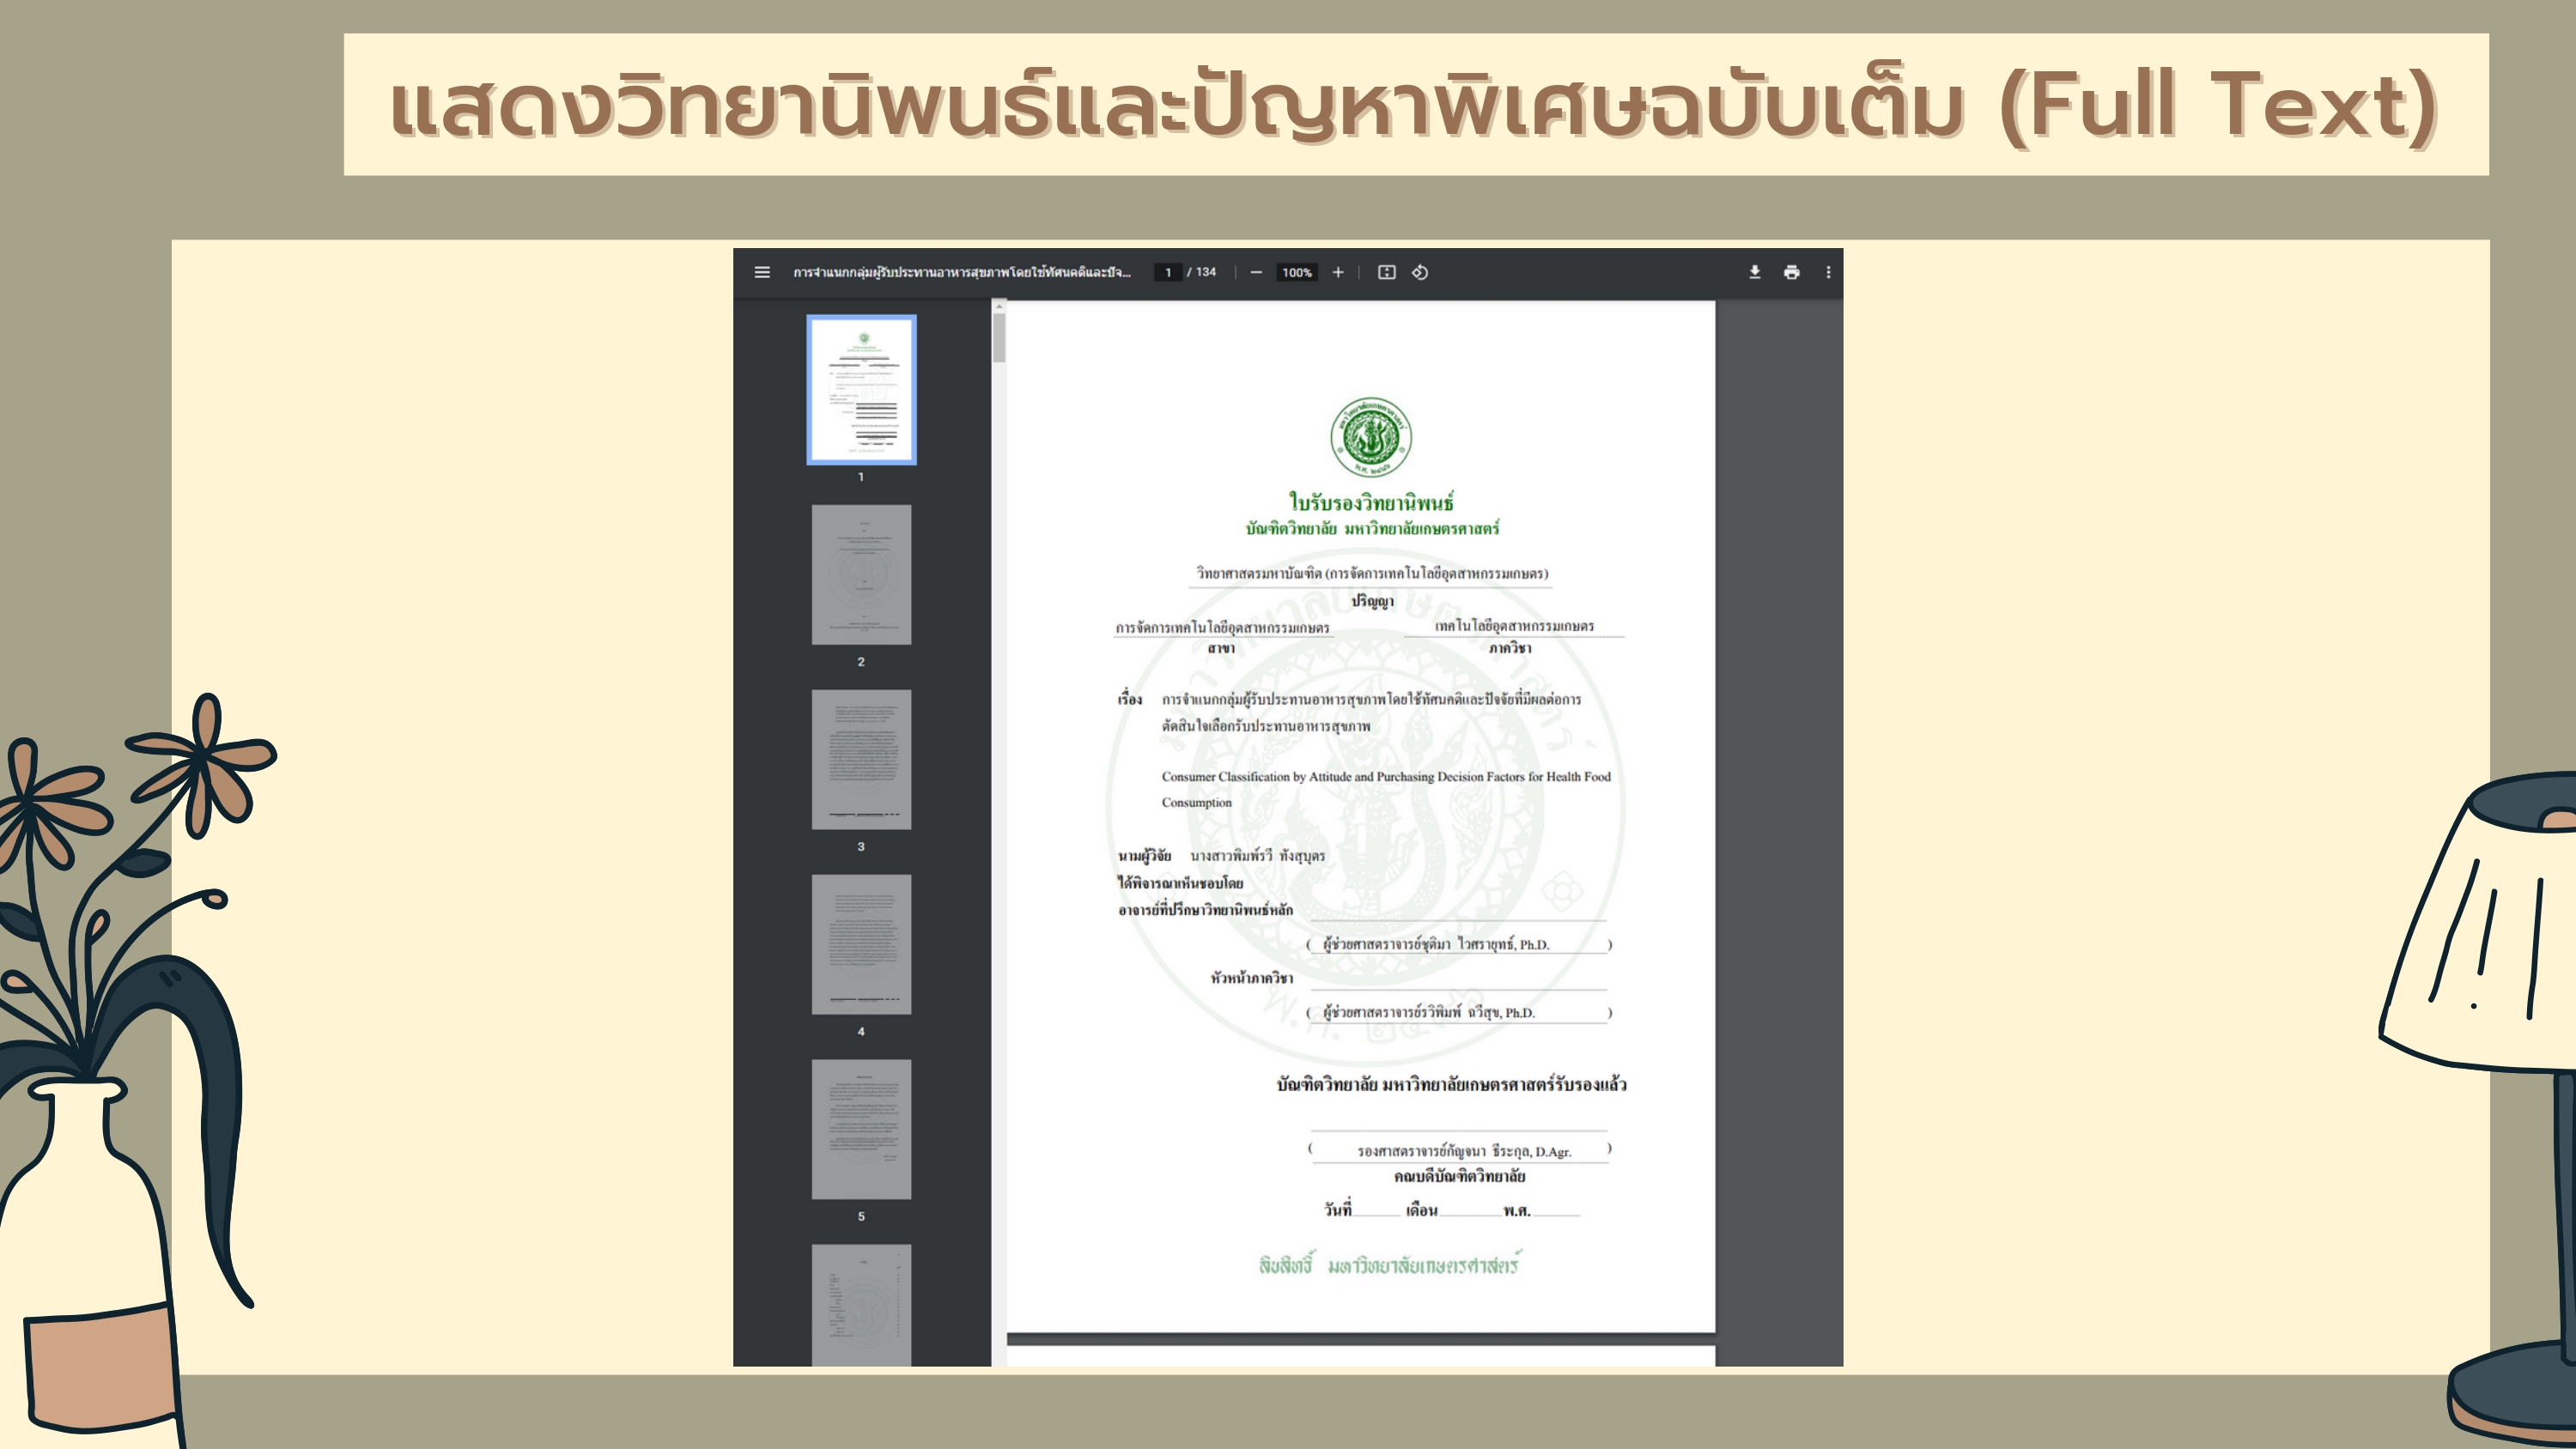 แสดงวิทยานิพนธ์และปัญหาพิเศษฉบับเต็ม (Full Text)
การจำแนกกลุ่มผู้รับประทานอาหารสุขภาพโดยใช้ทัศนคติและปัจ... 1 / 134 100%
1
2
3
4
5
มหาวิทยาลัยเกษตรศาสตร์
พ.ศ. ๒๔๘๖
ใบรับรองวิทยานิพนธ์
บัณฑิตวิทยาลัย มหาวิทยาลัยเกษตรศาสตร์
วิทยาศาสตรมหาบัณฑิต (การจัดการเทคโนโลยีอุตสาหกรรมเกษตร)
ปริญญา
การจัดการเทคโนโลยีอุตสาหกรรมเกษตร เทคโนโลยีอุตสาหกรรมเกษตร
สาขา ภาควิชา
เรื่อง การจำแนกกลุ่มผู้รับประทานอาหารสุขภาพโดยใช้ทัศนคติและปัจจัยที่มีผลต่อการ
ตัดสินใจเลือกรับประทานอาหารสุขภาพ
Consumer Classification by Attitude and Purchasing Decision Factors for Health Food
Consumption
นามผู้วิจัย นางสาวพิมพ์รวี ทังสุบุตร
ได้พิจารณาเห็นชอบโดย
อาจารย์ที่ปรึกษาวิทยานิพนธ์หลัก
( ผู้ช่วยศาสตราจารย์ชุติมา ไวศรายุทธ์, Ph.D. )
หัวหน้าภาควิชา
( ผู้ช่วยศาสตราจารย์รวิพิมพ์ ฉวีสุข, Ph.D. )
บัณฑิตวิทยาลัย มหาวิทยาลัยเกษตรศาสตร์รับรองแล้ว
( รองศาสตราจารย์กัญจนา ธีระกุล, D.Agr. )
คณบดีบัณฑิตวิทยาลัย
วันที่ เดือน พ.ศ.
ลิขสิทธิ์ มหาวิทยาลัยเกษตรศาสตร์